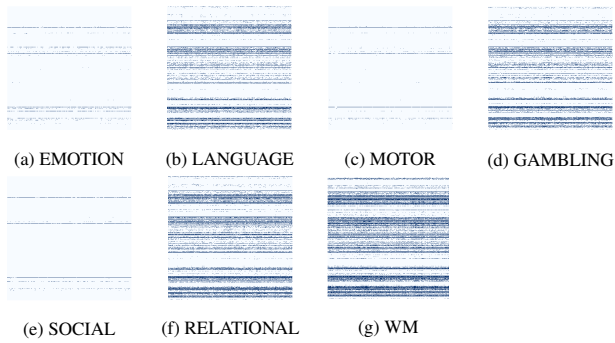 (a) EMOTION
(b) LANGUAGE
(c) MOTOR
(d) GAMBLING
(e) SOCIAL
(f) RELATIONAL
(g) WM